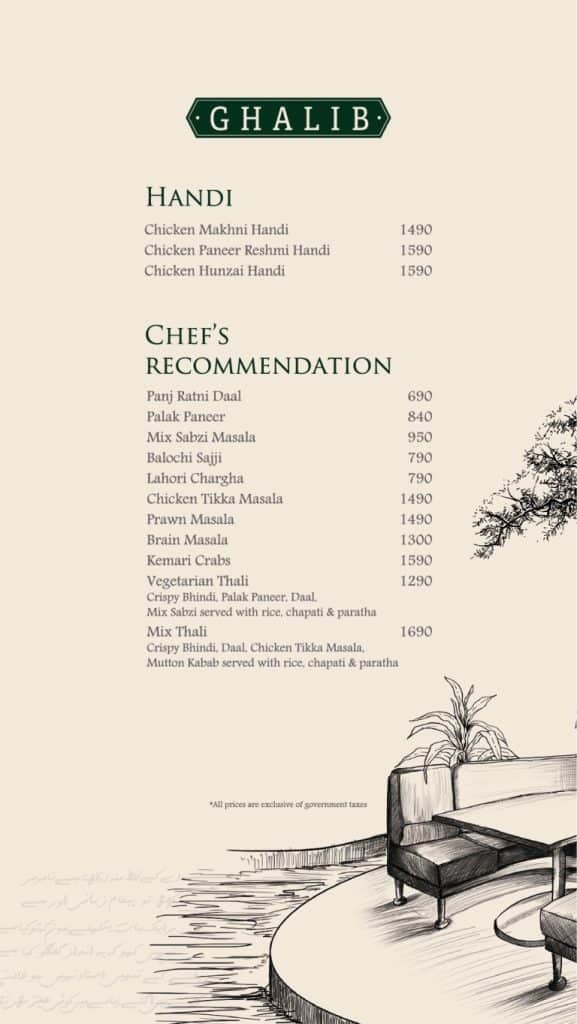 GHALIB
HANDI
Chicken Makhni Handi 1490
Chicken Paneer Reshmi Handi 1590
Chicken Hunzai Handi 1590
CHEF'S
RECOMMENDATION
Panj Ratni Daal 690
Palak Paneer 840
Mix Sabzi Masala 950
Balochi Sajji 790
Lahori Chargha 790
Chicken Tikka Masala 1490
Prawn Masala 1490
Brain Masala 1300
Kemari Crabs 1590
Vegetarian Thali 1290
Crispy Bhindi, Palak Paneer, Daal,
Mix Sabzi served with rice, chapati & paratha
Mix Thali 1690
Crispy Bhindi, Daal, Chicken Tikka Masala,
Mutton Kabab served with rice, chapati & paratha
*All prices are exclusive of government taxes